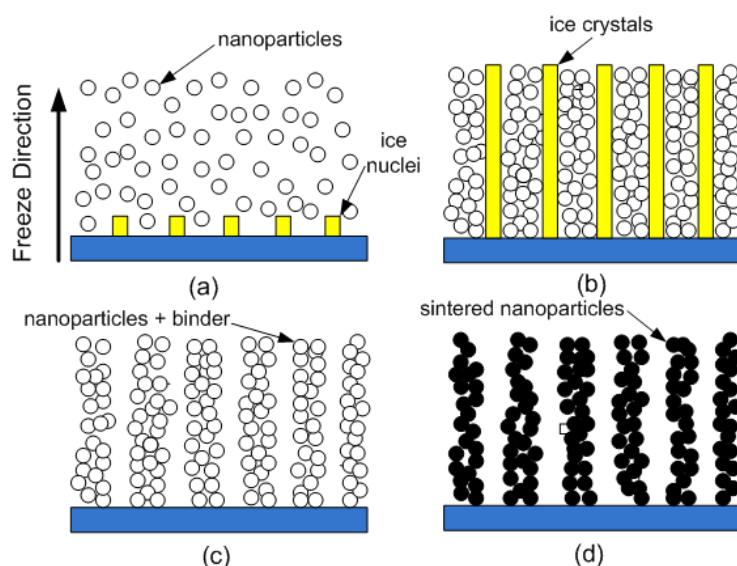 nanoparticles
ice crystals
Freeze Direction
ice
nuclei
(a)
(b)
nanoparticles + binder
sintered nanoparticles
(c)
(d)